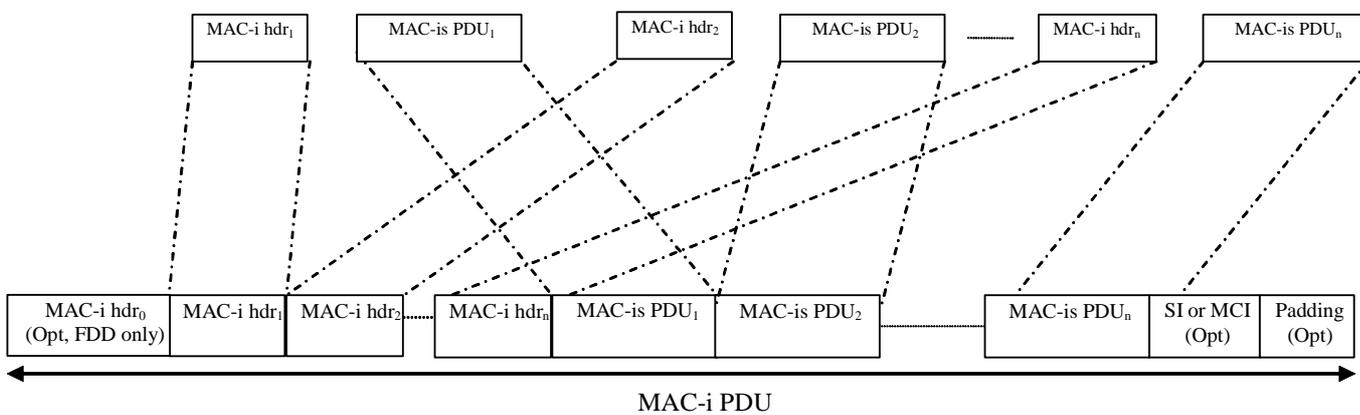 MAC-i hdr₁
MAC-is PDU₁
MAC-i hdr₂
MAC-is PDU₂
MAC-i hdrₙ
MAC-is PDUₙ
MAC-i hdr₀
(Opt, FDD only)
MAC-i hdr₁
MAC-i hdr₂
MAC-i hdrₙ
MAC-is PDU₁
MAC-is PDU₂
MAC-is PDUₙ
SI or MCI
(Opt)
Padding
(Opt)
MAC-i PDU